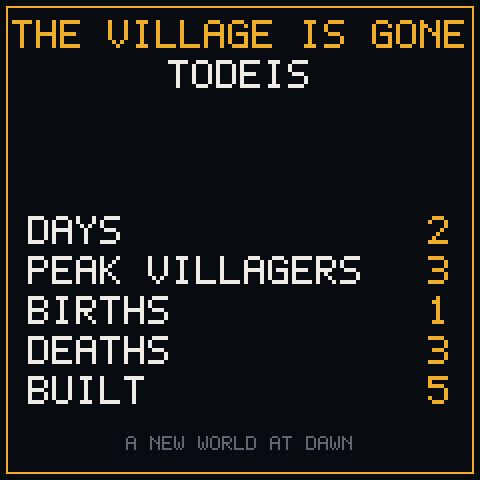 THE VILLAGE IS GONE
TODEIS
DAYS 2
PEAK VILLAGERS 3
BIRTHS 1
DEATHS 3
BUILT 5
A NEW WORLD AT DAWN